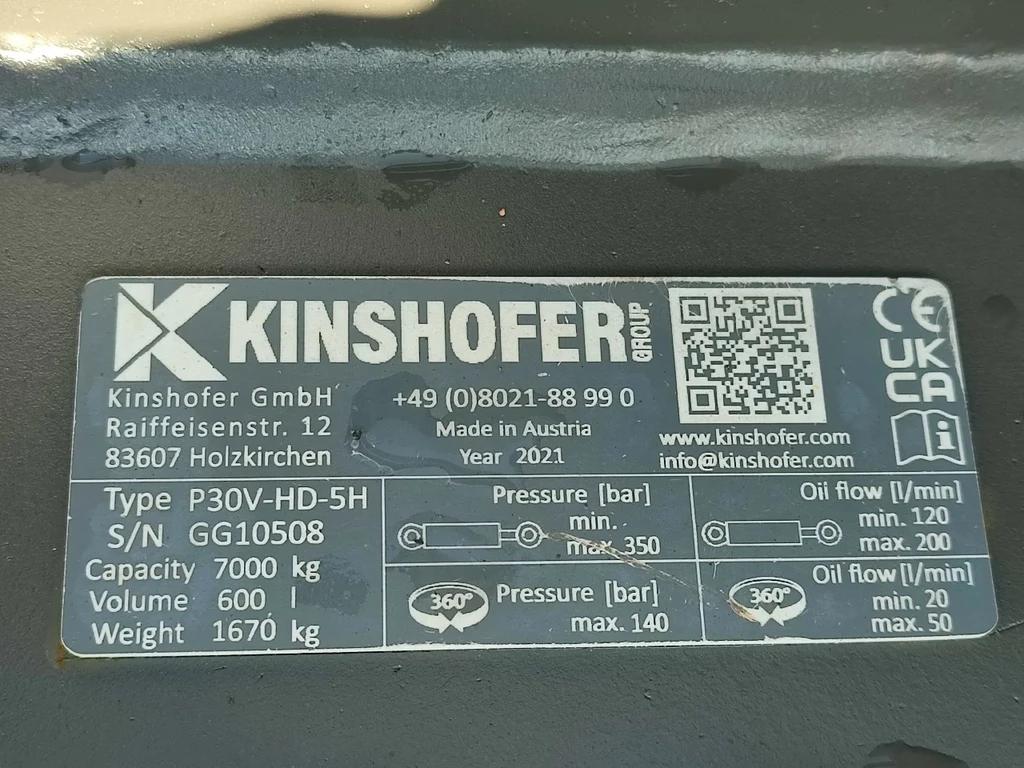 KINSHOFER GROUP
Kinshofer GmbH
Raiffeisenstr. 12
83607 Holzkirchen
+49 (0)8021-88 99 0
Made in Austria
Year 2021
www.kinshofer.com
info@kinshofer.com
CE
UK
CA
i
Type P30V-HD-5H
S/N GG10508
Capacity 7000 kg
Volume 600 l
Weight 1670 kg
Pressure [bar]
min.
max. 350
Oil flow [l/min]
min. 120
max. 200
360°
Pressure [bar]
max. 140
360°
Oil flow [l/min]
min. 20
max. 50